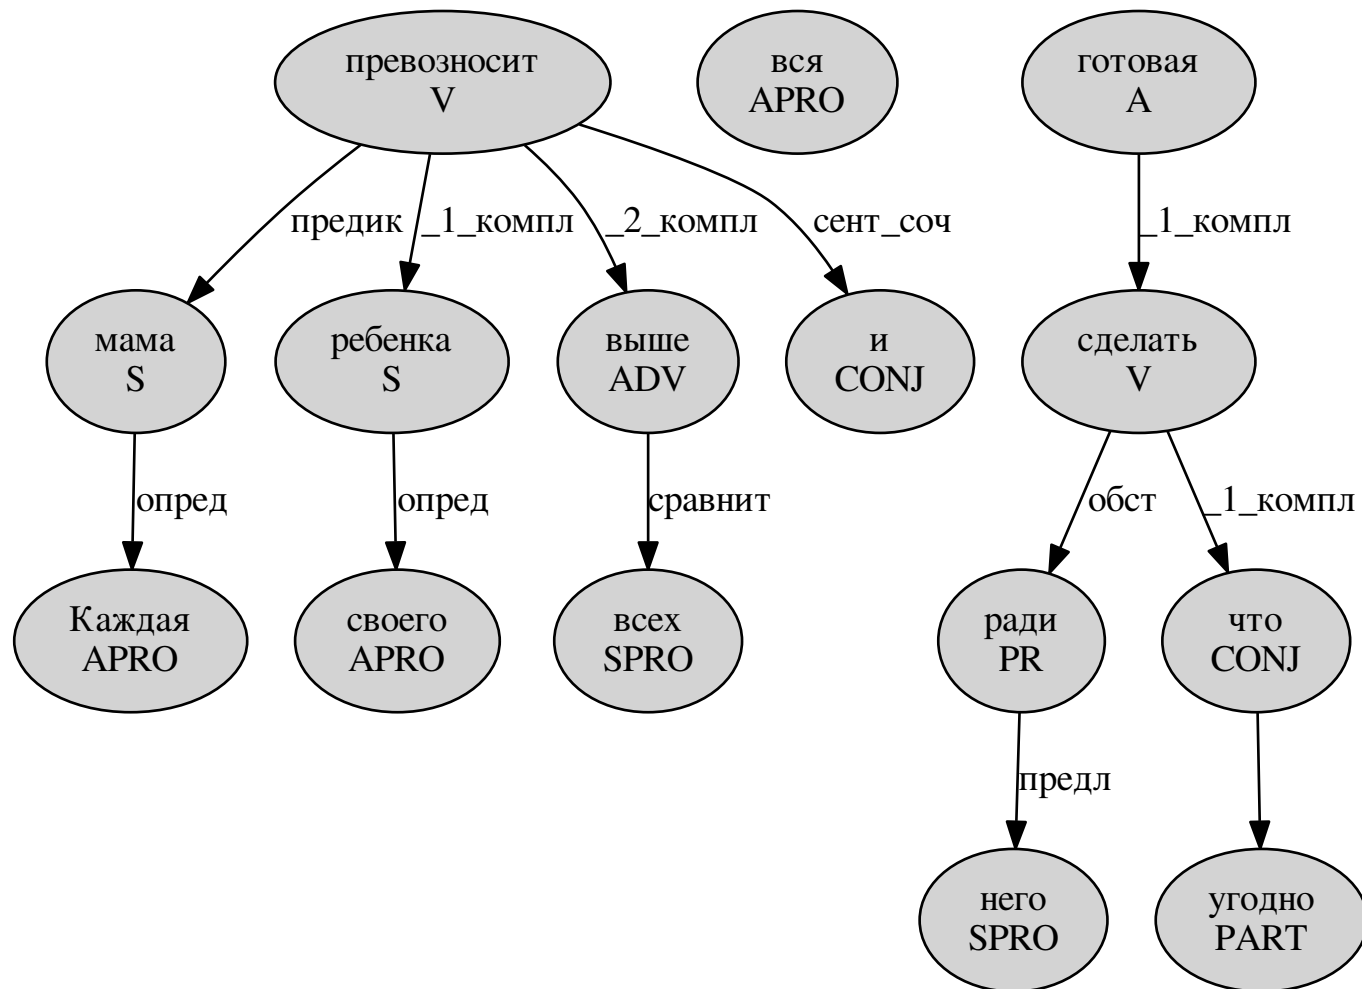 превозносит
V
вся
APRO
готовая
A
предик
_1_компл
_2_компл
сент_соч
_1_компл
мама
S
ребенка
S
выше
ADV
и
CONJ
сделать
V
опред
опред
сравнит
обст
_1_компл
Каждая
APRO
своего
APRO
всех
SPRO
ради
PR
что
CONJ
предл
него
SPRO
угодно
PART